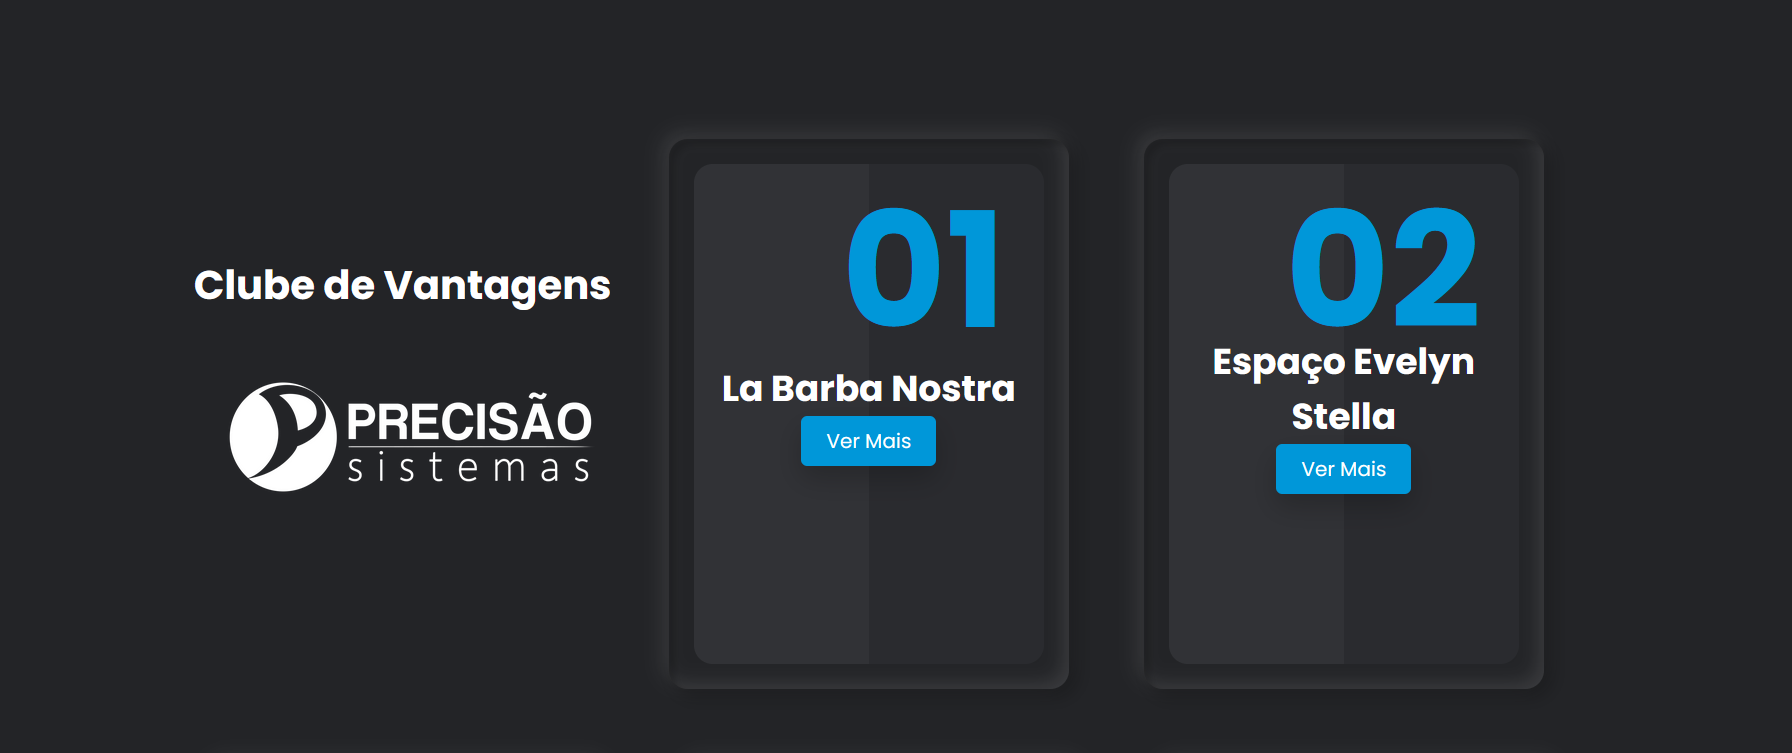 Clube de Vantagens
PRECISÃO
sistemas
01
La Barba Nostra
Ver Mais
02
Espaço Evelyn
Stella
Ver Mais